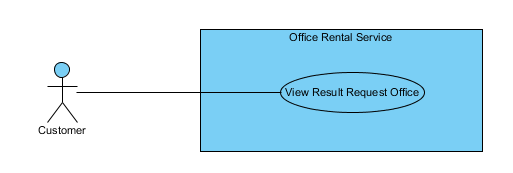 Office Rental Service
View Result Request Office
Customer